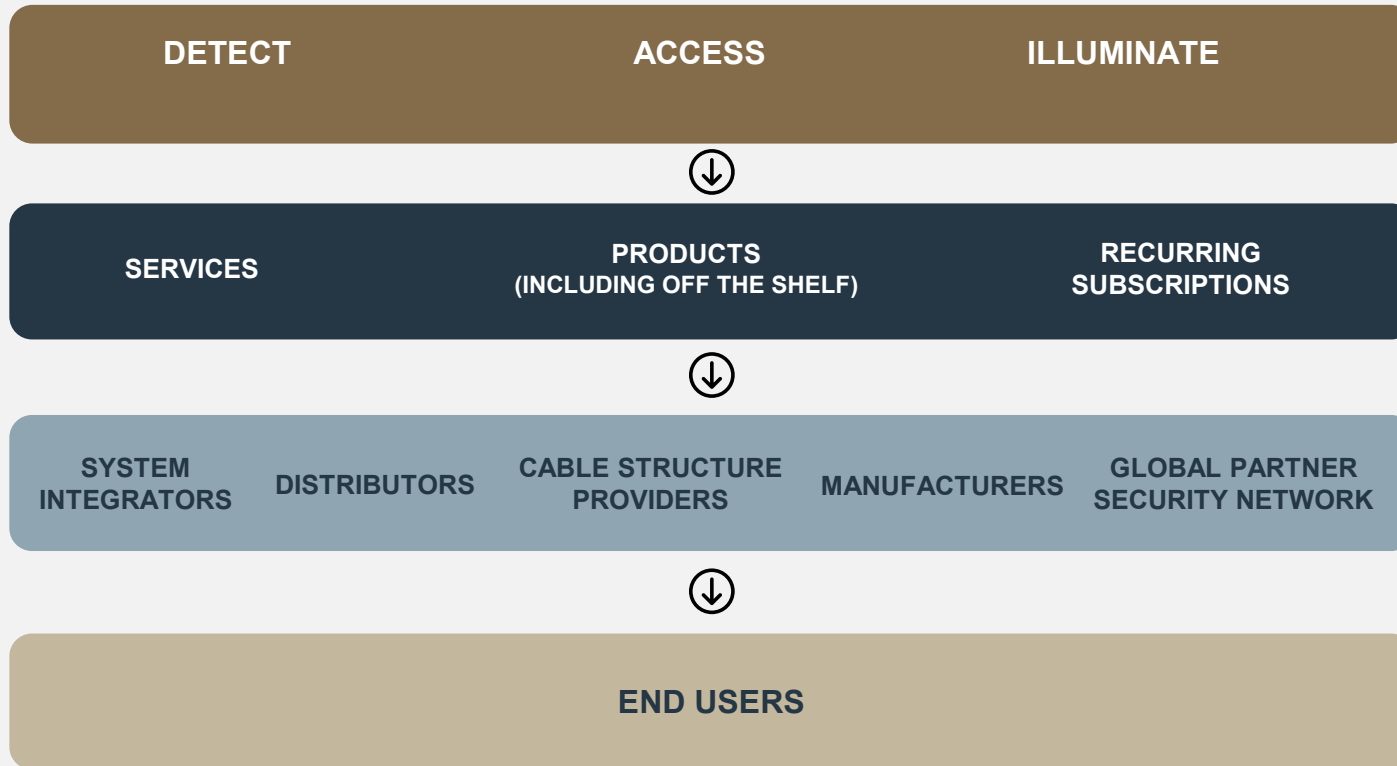 DETECT
ACCESS
ILLUMINATE
SERVICES
PRODUCTS
(INCLUDING OFF THE SHELF)
RECURRING
SUBSCRIPTIONS
SYSTEM
INTEGRATORS
DISTRIBUTORS
CABLE STRUCTURE
PROVIDERS
MANUFACTURERS
GLOBAL PARTNER
SECURITY NETWORK
END USERS